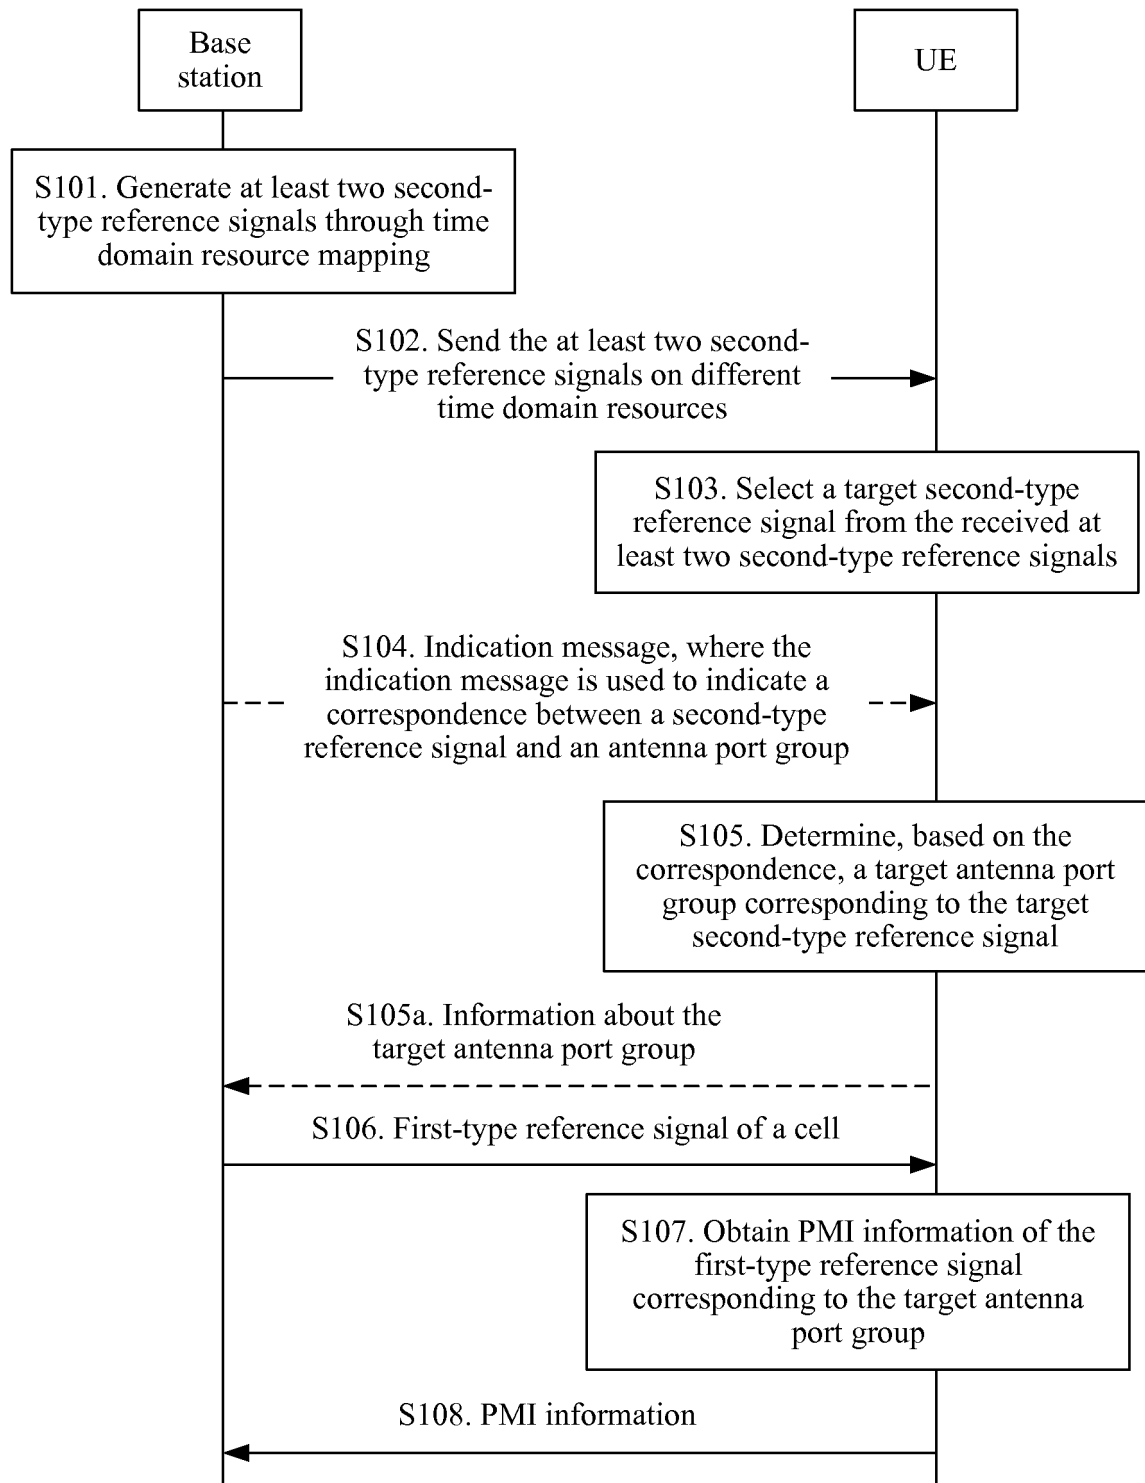 Base
station
UE
S101. Generate at least two second-
type reference signals through time
domain resource mapping
S102. Send the at least two second-
type reference signals on different
time domain resources
S103. Select a target second-type
reference signal from the received at
least two second-type reference signals
S104. Indication message, where the
indication message is used to indicate a
correspondence between a second-type
reference signal and an antenna port group
S105. Determine, based on the
correspondence, a target antenna port
group corresponding to the target
second-type reference signal
S105a. Information about the
target antenna port group
S106. First-type reference signal of a cell
S107. Obtain PMI information of the
first-type reference signal
corresponding to the target antenna
port group
S108. PMI information